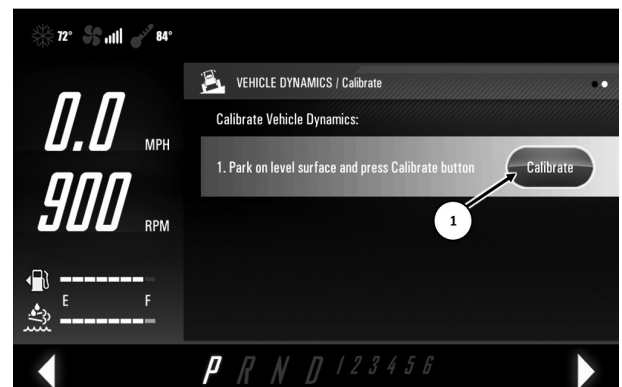 72° 84°
VEHICLE DYNAMICS / Calibrate
Calibrate Vehicle Dynamics:
0.0 MPH
1. Park on level surface and press Calibrate button Calibrate
1
900 RPM
E F
P R N D 1 2 3 4 5 6